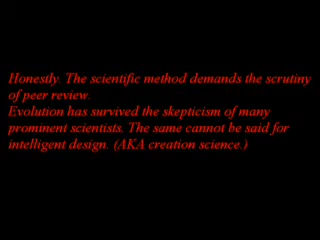 Honestly. The scientific method demands the scrutiny
of peer review.
Evolution has survived the skepticism of many
prominent scientists. The same cannot be said for
intelligent design. (AKA creation science.)